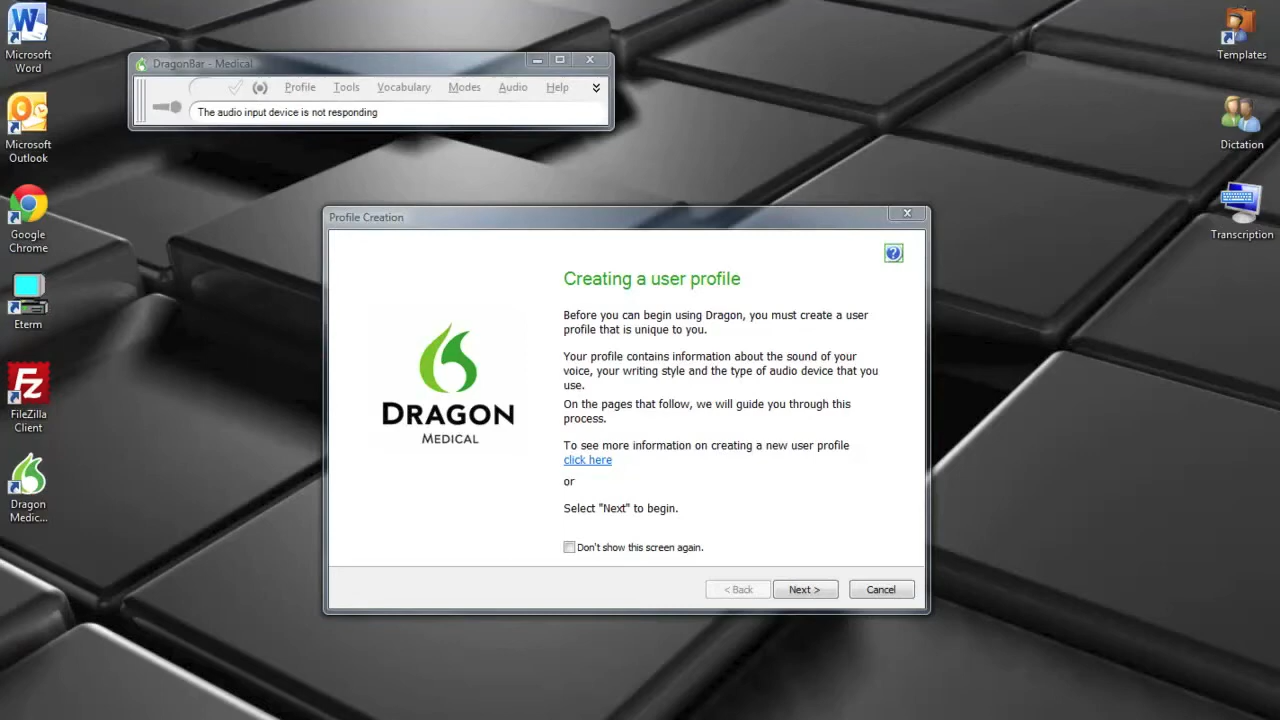 Microsoft
Word
Microsoft
Outlook
Google
Chrome
Eterm
FileZilla
Client
Dragon
Medic...
DragonBar - Medical
Profile Tools Vocabulary Modes Audio Help
The audio input device is not responding
Profile Creation
DRAGON
MEDICAL
Creating a user profile
Before you can begin using Dragon, you must create a user
profile that is unique to you.
Your profile contains information about the sound of your
voice, your writing style and the type of audio device that you
use.
On the pages that follow, we will guide you through this
process.
To see more information on creating a new user profile
click here
or
Select "Next" to begin.
Don't show this screen again.
< Back Next > Cancel
Templates
Dictation
Transcription